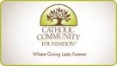 CATHOLIC
COMMUNITY
FOUNDATION
Where Giving Lasts Forever